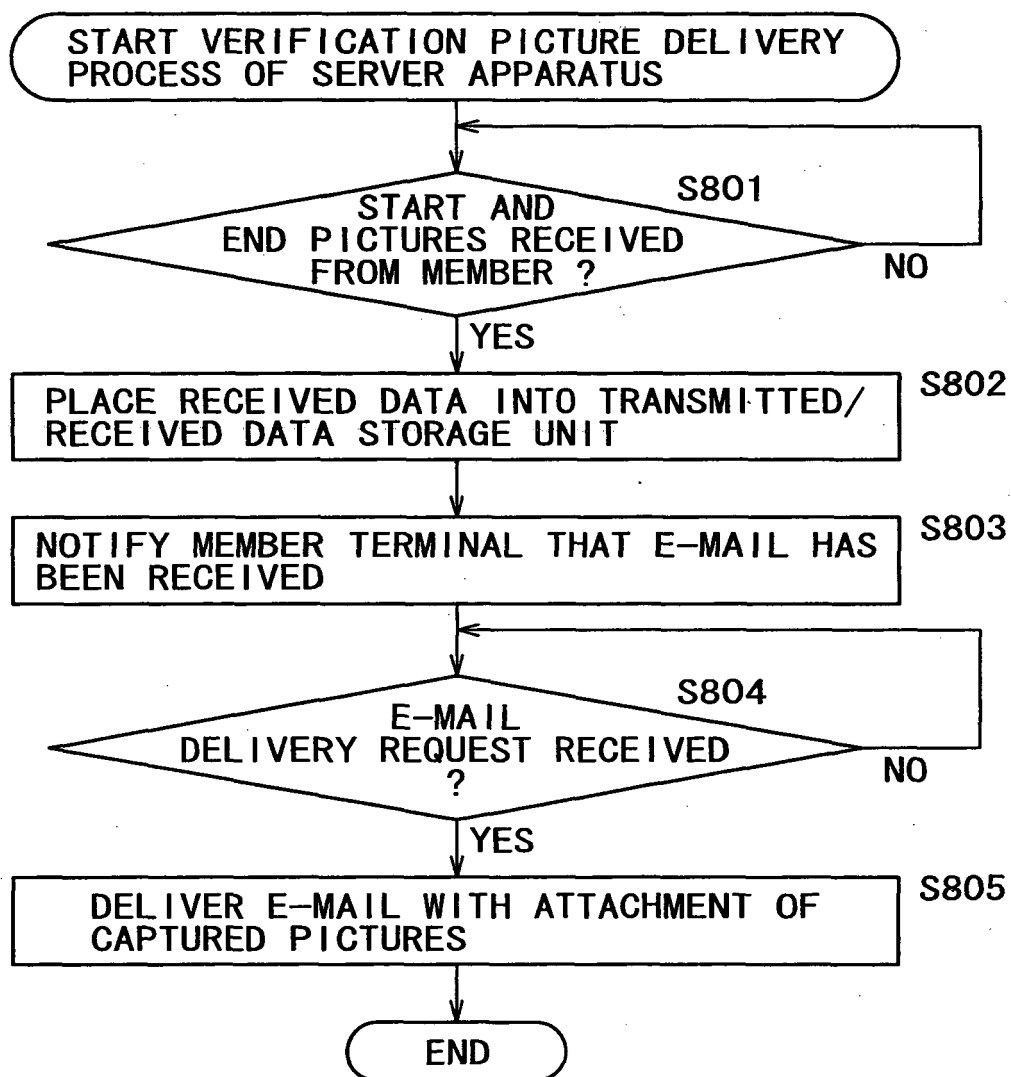 START VERIFICATION PICTURE DELIVERY
PROCESS OF SERVER APPARATUS
S801
START AND
END PICTURES RECEIVED
FROM MEMBER ?
NO
YES
S802
PLACE RECEIVED DATA INTO TRANSMITTED/
RECEIVED DATA STORAGE UNIT
S803
NOTIFY MEMBER TERMINAL THAT E-MAIL HAS
BEEN RECEIVED
S804
E-MAIL
DELIVERY REQUEST RECEIVED
?
NO
YES
S805
DELIVER E-MAIL WITH ATTACHMENT OF
CAPTURED PICTURES
END